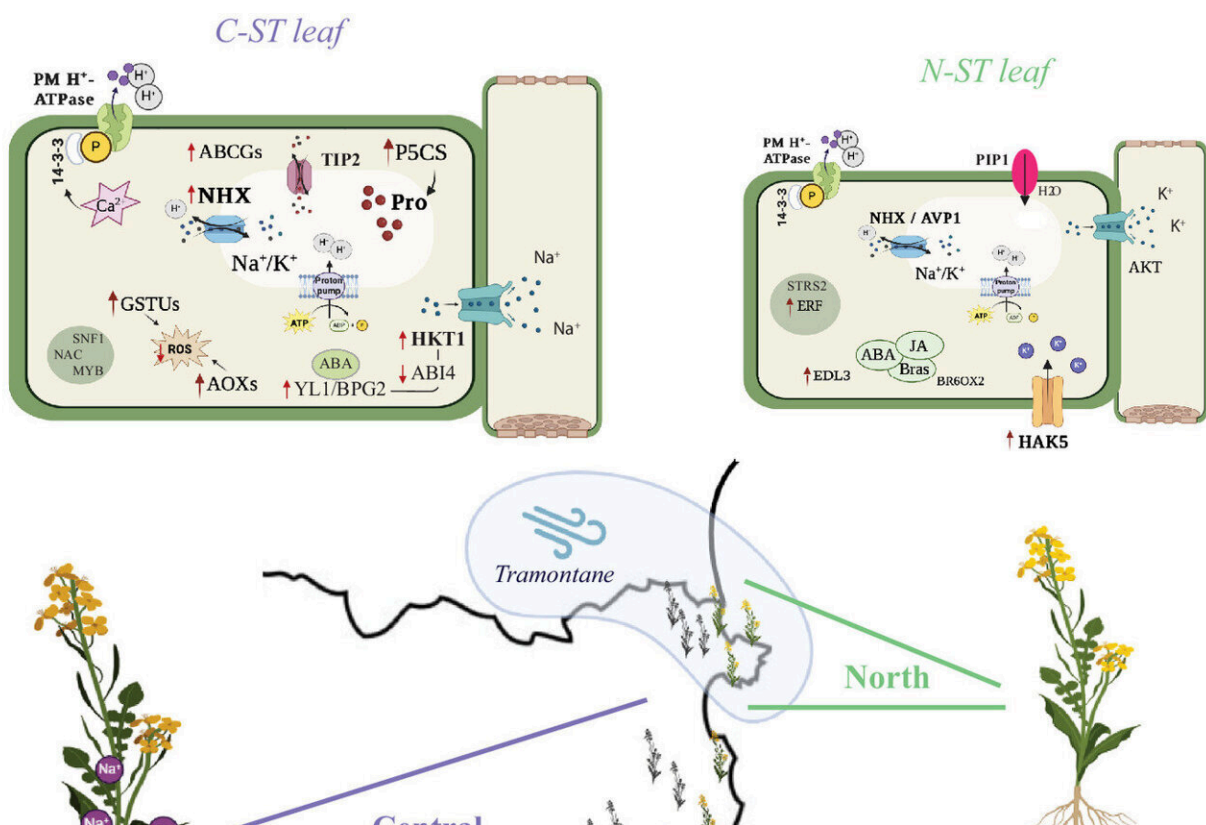 C-ST leaf
N-ST leaf
PM H⁺-
ATPase
H⁺
H⁺
P
14-3-3
Ca²⁻
ABCGs
TIP2
P5CS
NHX
H⁺
Na⁺/K⁺
Pro
H⁺
H⁺
Proton
pump
ATP
ADP + P
GSTUs
ROS
AOXs
SNF1
NAC
MYB
ABA
YL1/BPG2
HKT1
ABI4
Na⁺
Na⁺
PM H⁺-
ATPase
H⁺
H⁺
P
14-3-3
PIP1
H2O
NHX / AVP1
H⁺
Na⁺/K⁺
H⁺
H⁺
Proton
pump
ATP
K⁺
K⁺
AKT
STRS2
ERF
EDL3
ABA
JA
Bras
BR6OX2
K⁺
K⁺
K⁺
HAK5
Tramontane
North
Central
Na⁺
Na⁺